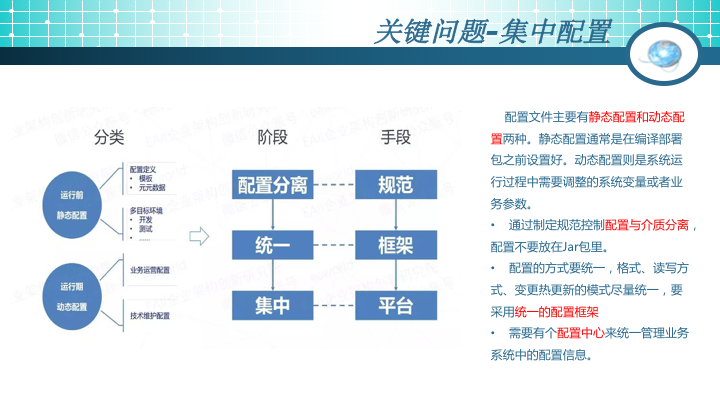 关键问题-集中配置
分类
阶段
手段
运行前
静态配置
配置定义
• 模板
• 元元数据
多目标环境
• 开发
• 测试
• ……
运行期
动态配置
业务运营配置
技术维护配置
配置分离
规范
统一
框架
集中
平台
配置文件主要有静态配置和动态配
置两种。静态配置通常是在编译部署
包之前设置好。动态配置则是系统运
行过程中需要调整的系统变量或者业
务参数。
• 通过制定规范控制配置与介质分离，
配置不要放在Jar包里。
• 配置的方式要统一，格式、读写方
式、变更热更新的模式尽量统一，要
采用统一的配置框架
• 需要有个配置中心来统一管理业务
系统中的配置信息。